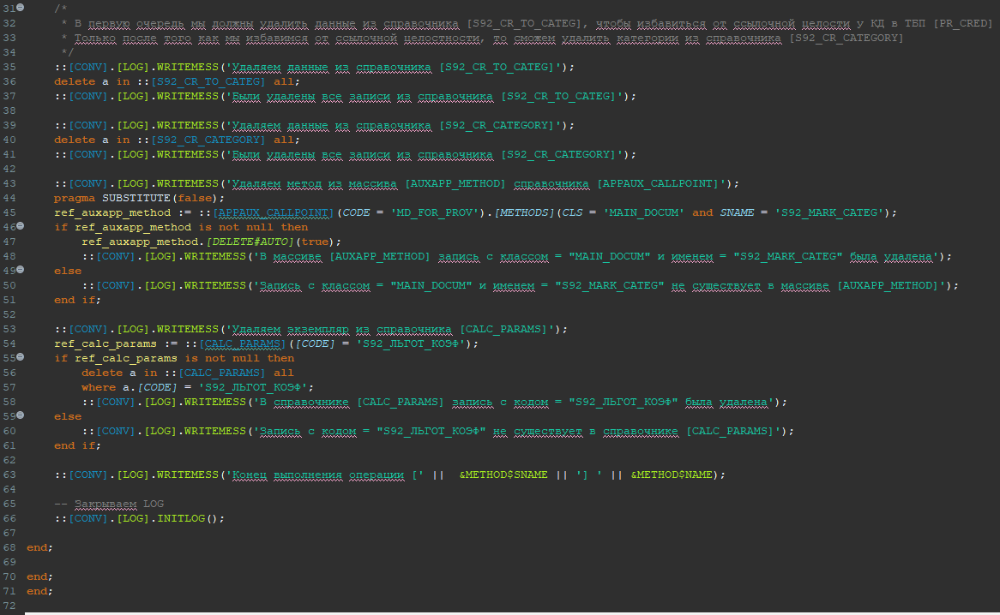 31 /*
32 * В первую очередь мы должны удалить данные из справочника [S92_CR_TO_CATEG], чтобы избавиться от ссылочной целости у КД в ТБП [PR_CRED]
33 * Только после того как мы избавимся от ссылочной целостности, то сможем удалить категории из справочника [S92_CR_CATEGORY]
34 */
35 ::[CONV].[LOG].WRITEMESS('Удаляем данные из справочника [S92_CR_TO_CATEG]');
36 delete a in ::[S92_CR_TO_CATEG] all;
37 ::[CONV].[LOG].WRITEMESS('Были удалены все записи из справочника [S92_CR_TO_CATEG]');
38
39 ::[CONV].[LOG].WRITEMESS('Удаляем данные из справочника [S92_CR_CATEGORY]');
40 delete a in ::[S92_CR_CATEGORY] all;
41 ::[CONV].[LOG].WRITEMESS('Были удалены все записи из справочника [S92_CR_CATEGORY]');
42
43 ::[CONV].[LOG].WRITEMESS('Удаляем метод из массива [AUXAPP_METHOD] справочника [APPAUX_CALLPOINT]');
44 pragma SUBSTITUTE(false);
45 ref_auxapp_method := ::[APPAUX_CALLPOINT](CODE = 'MD_FOR_PROV').[METHODS](CLS = 'MAIN_DOCUM' and SNAME = 'S92_MARK_CATEG');
46 if ref_auxapp_method is not null then
47 ref_auxapp_method.[DELETE#AUTO](true);
48 ::[CONV].[LOG].WRITEMESS('В массиве [AUXAPP_METHOD] запись с классом = "MAIN_DOCUM" и именем = "S92_MARK_CATEG" была удалена');
49 else
50 ::[CONV].[LOG].WRITEMESS('Запись с классом = "MAIN_DOCUM" и именем = "S92_MARK_CATEG" не существует в массиве [AUXAPP_METHOD]');
51 end if;
52
53 ::[CONV].[LOG].WRITEMESS('Удаляем экземпляр из справочника [CALC_PARAMS]');
54 ref_calc_params := ::[CALC_PARAMS]([CODE] = 'S92_ЛЬГОТ_КОЭФ');
55 if ref_calc_params is not null then
56 delete a in ::[CALC_PARAMS] all
57 where a.[CODE] = 'S92_ЛЬГОТ_КОЭФ';
58 ::[CONV].[LOG].WRITEMESS('В справочнике [CALC_PARAMS] запись с кодом = "S92_ЛЬГОТ_КОЭФ" была удалена');
59 else
60 ::[CONV].[LOG].WRITEMESS('Запись с кодом = "S92_ЛЬГОТ_КОЭФ" не существует в справочнике [CALC_PARAMS]');
61 end if;
62
63 ::[CONV].[LOG].WRITEMESS('Конец выполнения операции [' || &METHOD$SNAME || '] ' || &METHOD$NAME);
64
65 -- Закрываем LOG
66 ::[CONV].[LOG].INITLOG();
67
68 end;
69
70 end;
71 end;
72